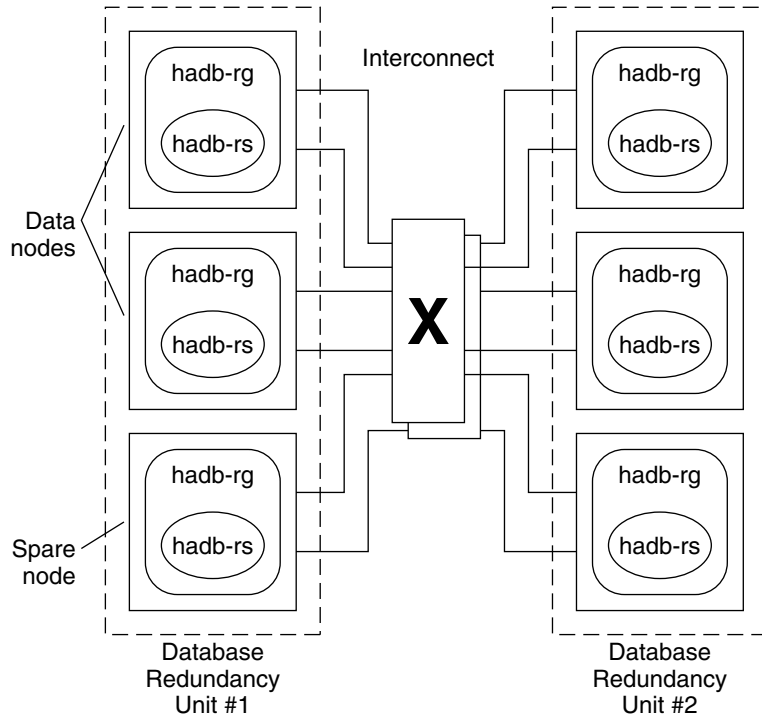 Interconnect
hadb-rg
hadb-rs
hadb-rg
hadb-rs
Data
nodes
hadb-rg
hadb-rs
X
hadb-rg
hadb-rs
hadb-rg
hadb-rs
Spare
node
hadb-rg
hadb-rs
Database
Redundancy
Unit #1
Database
Redundancy
Unit #2